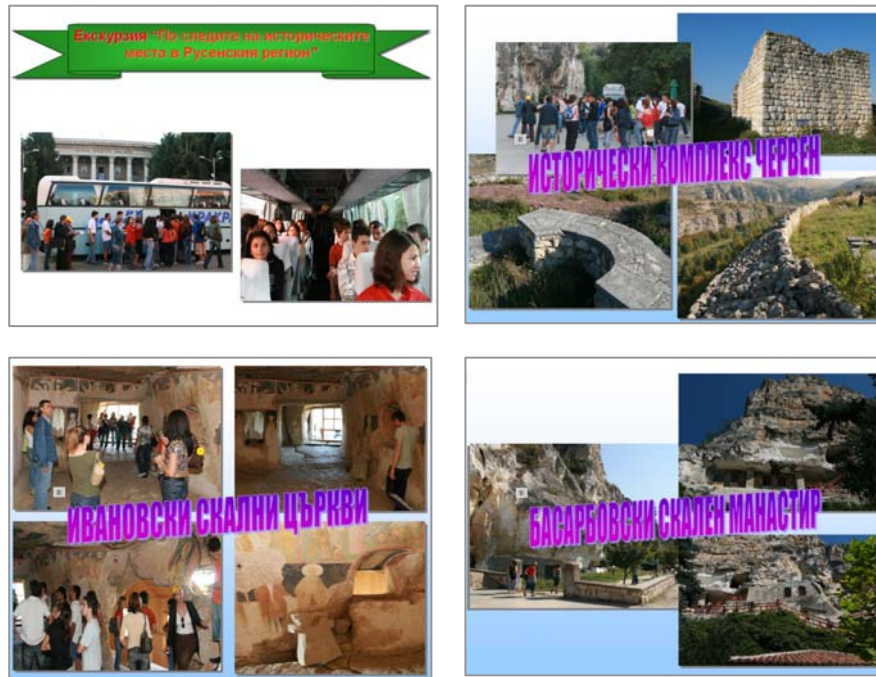 Екскурзия "По следите на историческите
места в Русенския регион"
ИСТОРИЧЕСКИ КОМПЛЕКС ЧЕРВЕН
ИВАНОВСКИ СКАЛНИ ЦЪРКВИ
БАСАРБОВСКИ СКАЛЕН МАНАСТИР